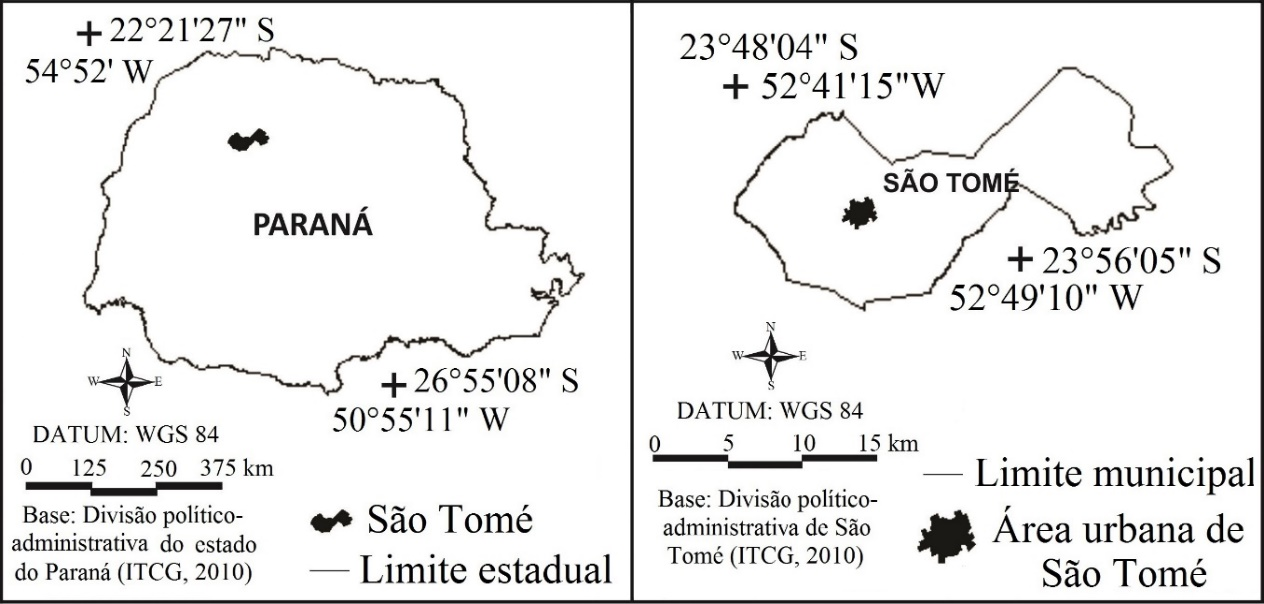 22°21'27" S
54°52' W
PARANÁ
26°55'08" S
50°55'11" W
N
W E
S
DATUM: WGS 84
0 125 250 375 km
Base: Divisão político-
administrativa do estado
do Paraná (ITCG, 2010)
São Tomé
Limite estadual
23°48'04" S
52°41'15"W
SÃO TOMÉ
23°56'05" S
52°49'10" W
N
W E
S
DATUM: WGS 84
0 5 10 15 km
Base: Divisão político-
administrativa de São
Tomé (ITCG, 2010)
Limite municipal
Área urbana de
São Tomé